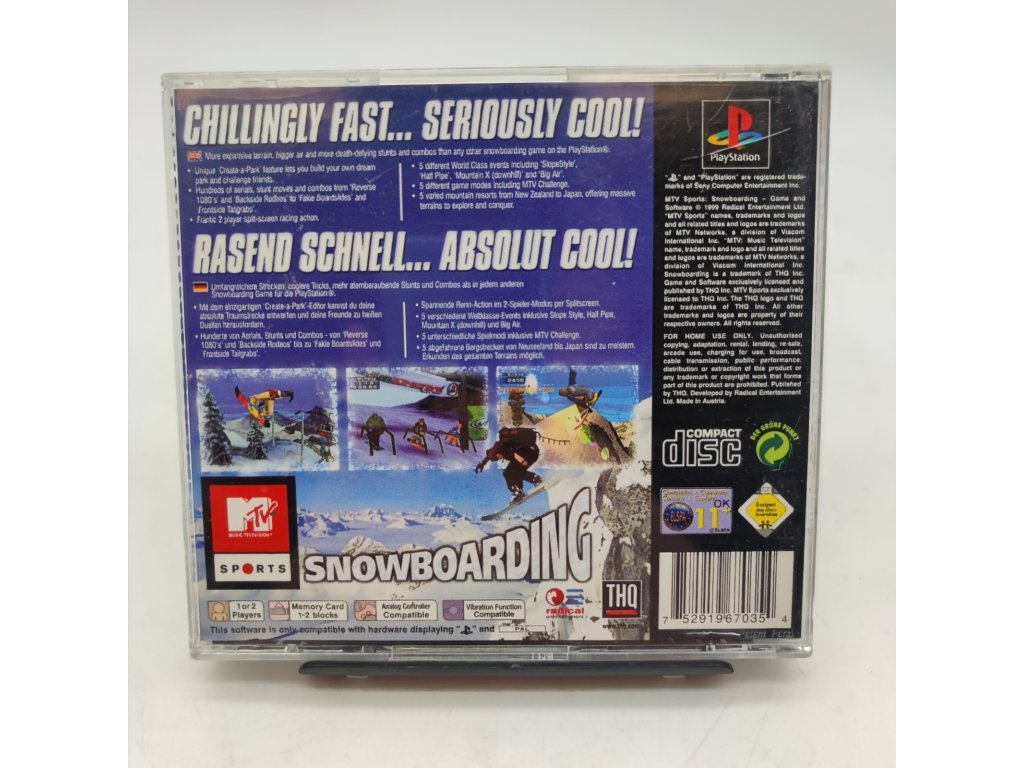 CHILLINGLY FAST... SERIOUSLY COOL!
More expansive terrain, bigger air and more death-defying stunts and combos than any other snowboarding game on the PlayStation®.
• Unique 'Create-a-Park' feature lets you build your own dream
park and challenge friends.
• Hundreds of aerials, stunt moves and combos from 'Reverse
1080's' and 'Backside Rodeos' to 'Fakie Boardslides' and
Frontside Tailgrabs'.
• Frantic 2 player split-screen racing action.
• 5 different World Class events including 'SlopeStyle',
'Half Pipe', 'Mountain X (downhill) and 'Big Air'.
• 5 different game modes including MTV Challenge.
• 5 varied mountain resorts from New Zealand to Japan, offering massive
terrains to explore and conquer.
RASEND SCHNELL... ABSOLUT COOL!
Umfangreichere Strecken, coolere Tricks, mehr atemberaubende Stunts und Combos als in jedem anderen
Snowboarding Game für die PlayStation®.
• Mit dem einzigartigen 'Create-a-Park'-Editor kannst du deine
absolute Traumstrecke entwerfen und deine Freunde zu heißen
Duellen herausfordern.
• Hunderte von Aerials, Stunts und Combos - von 'Reverse
1080's' und 'Backside Rodeos' bis zu 'Fakie Boardslides' und
Frontside Tailgrabs'.
• Spannende Renn-Action im 2-Spieler-Modus per Splitscreen.
• 5 verschiedene Weltklasse-Events inklusive Slope Style, Half Pipe,
Mountain X (downhill) und Big Air.
• 5 unterschiedliche Spielmodi inklusive MTV Challenge.
• 5 abgefahrene Bergstrecken von Neuseeland bis Japan sind zu meistern.
Erkunden des gesamten Terrains möglich.
MTV
MUSIC TELEVISION®
SPORTS
SNOWBOARDING
1 or 2
Players
Memory Card
1-2 blocks
Analog Controller
Compatible
Vibration Function
Compatible
radical
entertainment
THQ
www.thq.com
This software is only compatible with hardware displaying and PAL
PlayStation
and "PlayStation" are registered trade-
marks of Sony Computer Entertainment Inc.
MTV Sports: Snowboarding – Game and
Software © 1999 Radical Entertainment Ltd.
"MTV Sports" names, trademarks and logos
and all related titles and logos are trademarks
of MTV Networks, a division of Viacom
International Inc. "MTV: Music Television"
name, trademark and logo and all related titles
and logos are trademarks of MTV Networks, a
division of Viacom International Inc.
Snowboarding is a trademark of THQ Inc.
Game and Software exclusively licensed and
published by THQ Inc. MTV Sports exclusively
licensed to THQ Inc. The THQ logo and THQ
are trademarks of THQ Inc. All other
trademarks and logos are property of their
respective owners. All rights reserved.
FOR HOME USE ONLY. Unauthorised
copying, adaptation, rental, lending, re-sale,
arcade use, charging for use, broadcast,
cable transmission, public performance,
distribution or extraction of this product or
any trademark or copyright work that forms
part of this product are prohibited. Published
by THQ. Developed by Radical Entertainment
Ltd. Made in Austria.
COMPACT
disc
DER GRÜNE PUNKT
ELSPA
OK
11+
©ELSPA
Geeignet
7 52919 67035 4